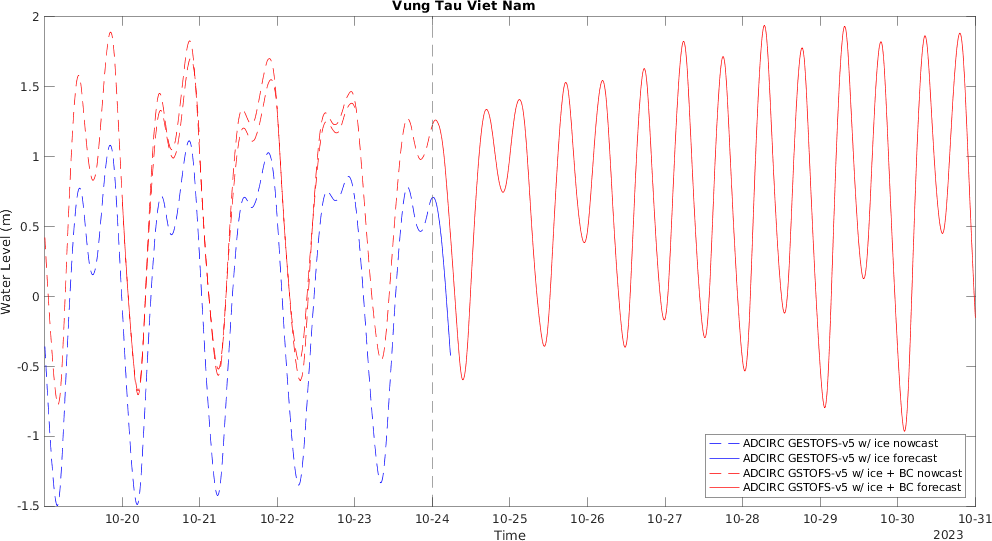 Vung Tau Viet Nam
2
1.5
1
0.5
0
-0.5
-1
-1.5
Water Level (m)
ADCIRC GESTOFS-v5 w/ ice nowcast
ADCIRC GESTOFS-v5 w/ ice forecast
ADCIRC GSTOFS-v5 w/ ice + BC nowcast
ADCIRC GSTOFS-v5 w/ ice + BC forecast
10-20 10-21 10-22 10-23 10-24 10-25 10-26 10-27 10-28 10-29 10-30 10-31
Time
2023